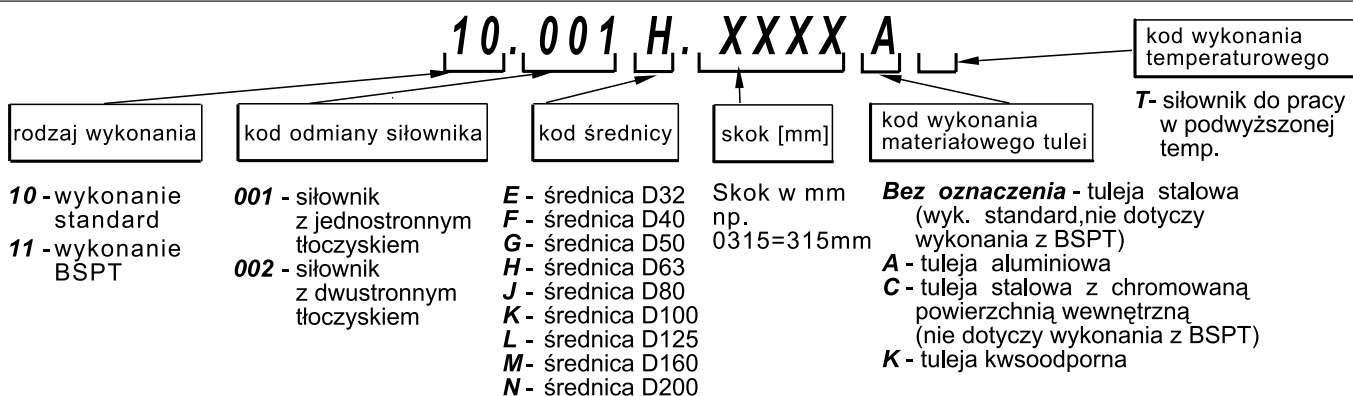 10.001 H. XXXX A
kod wykonania
temperaturowego
T- siłownik do pracy
w podwyższonej
temp.
rodzaj wykonania
10 - wykonanie
standard
11 - wykonanie
BSPT
kod odmiany siłownika
001 - siłownik
z jednostronnym
tłoczyskiem
002 - siłownik
z dwustronnym
tłoczyskiem
kod średnicy
E - średnica D32
F - średnica D40
G - średnica D50
H - średnica D63
J - średnica D80
K - średnica D100
L - średnica D125
M - średnica D160
N - średnica D200
skok [mm]
Skok w mm
np.
0315=315mm
kod wykonania
materiałowego tulei
Bez oznaczenia - tuleja stalowa
(wyk. standard,nie dotyczy
wykonania z BSPT)
A - tuleja aluminiowa
C - tuleja stalowa z chromowaną
powierzchnią wewnętrzną
(nie dotyczy wykonania z BSPT)
K - tuleja kwsoodporna